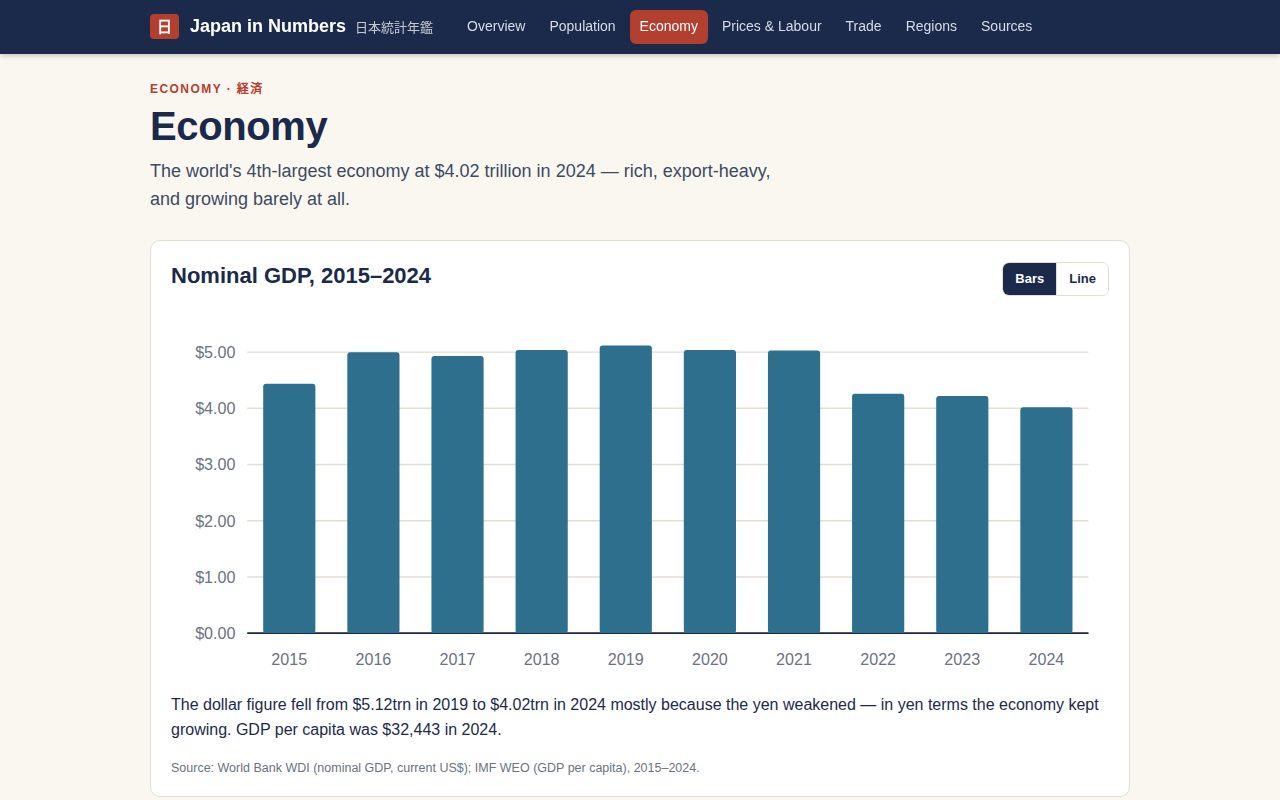 日 Japan in Numbers 日本統計年鑑 Overview Population Economy Prices & Labour Trade Regions Sources
ECONOMY · 経済
Economy
The world's 4th-largest economy at $4.02 trillion in 2024 — rich, export-heavy,
and growing barely at all.
Nominal GDP, 2015–2024
Bars Line
$5.00
$4.00
$3.00
$2.00
$1.00
$0.00
2015 2016 2017 2018 2019 2020 2021 2022 2023 2024
The dollar figure fell from $5.12trn in 2019 to $4.02trn in 2024 mostly because the yen weakened — in yen terms the economy kept
growing. GDP per capita was $32,443 in 2024.
Source: World Bank WDI (nominal GDP, current US$); IMF WEO (GDP per capita), 2015–2024.